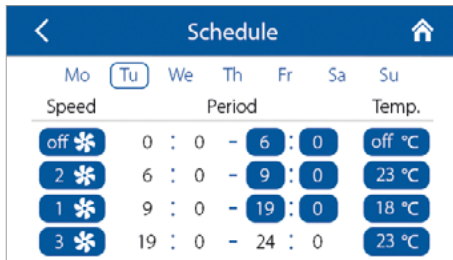 Schedule
Mo Tu We Th Fr Sa Su
Speed Period Temp.
off 0 : 0 - 6 : 0 off °C
2 6 : 0 - 9 : 0 23 °C
1 9 : 0 - 19 : 0 18 °C
3 19 : 0 - 24 : 0 23 °C